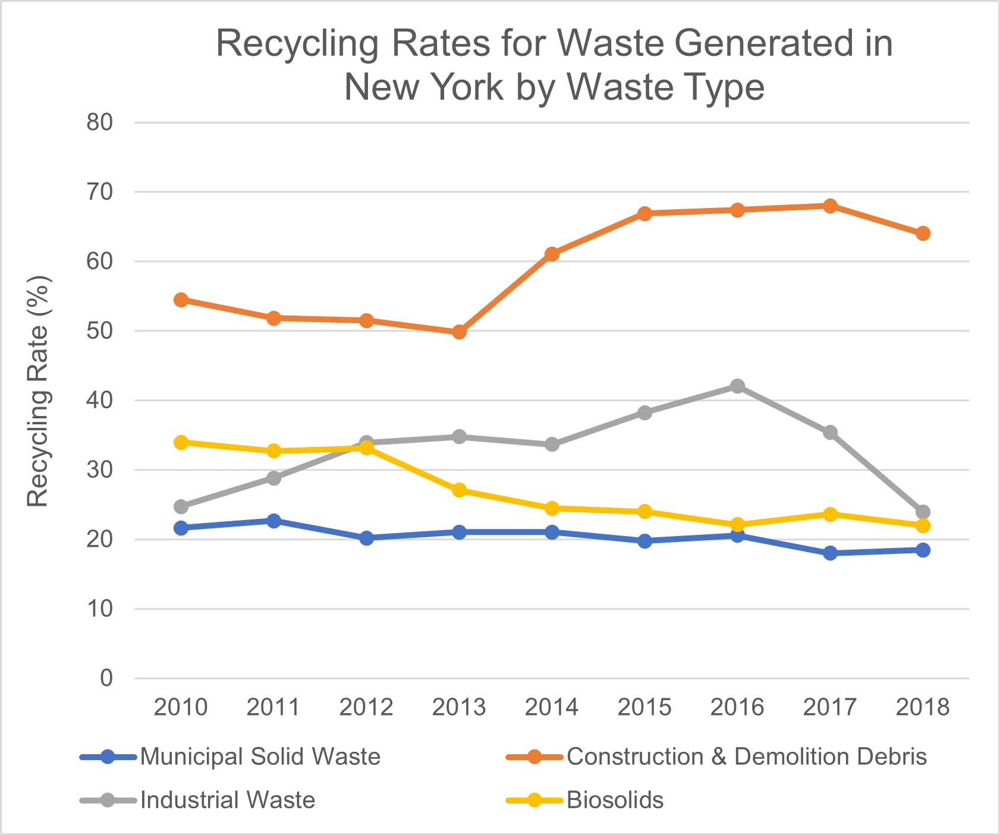 Recycling Rates for Waste Generated in
New York by Waste Type
80
70
60
50
40
30
20
10
0
Recycling Rate (%)
2010 2011 2012 2013 2014 2015 2016 2017 2018
Municipal Solid Waste Construction & Demolition Debris
Industrial Waste Biosolids